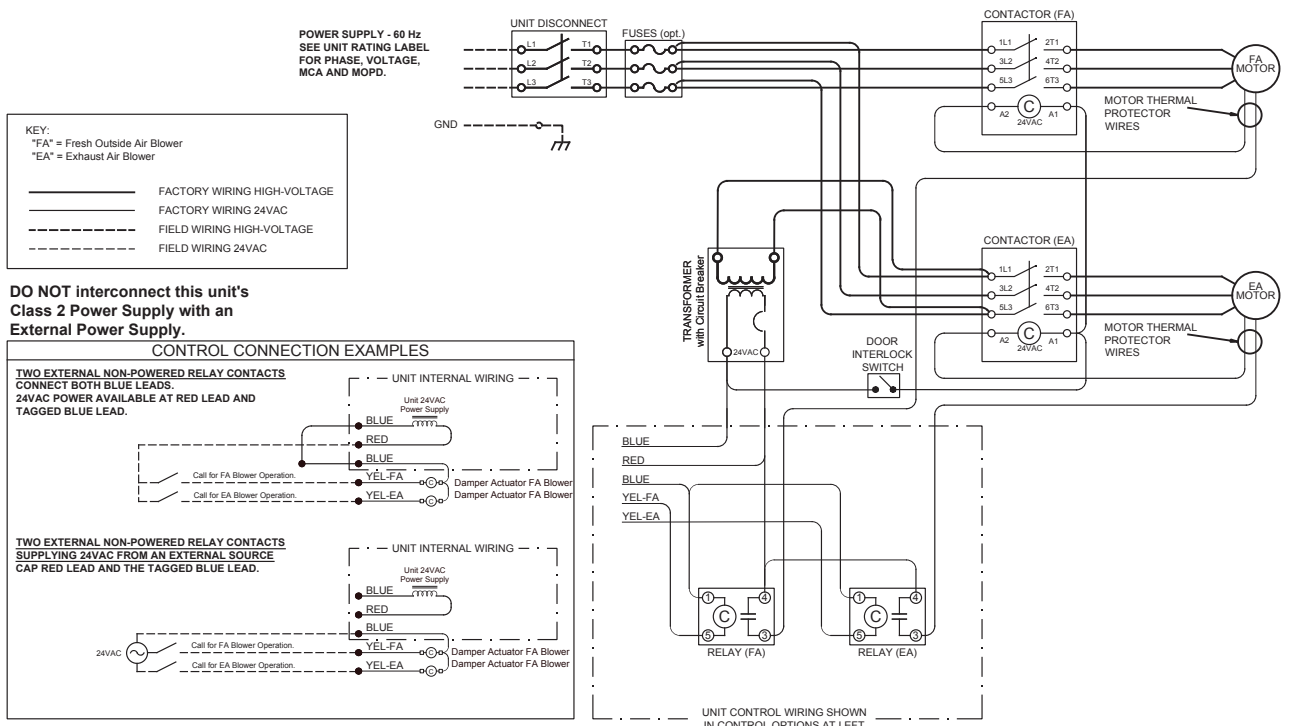 POWER SUPPLY - 60 Hz
SEE UNIT RATING LABEL
FOR PHASE, VOLTAGE,
MCA AND MOPD.
UNIT DISCONNECT
L1 T1
L2 T2
L3 T3
FUSES (opt.)
GND
CONTACTOR (FA)
1L1 2T1
3L2 4T2
5L3 6T3
A2 C A1
24VAC
FA
MOTOR
MOTOR THERMAL
PROTECTOR
WIRES
KEY:
"FA" = Fresh Outside Air Blower
"EA" = Exhaust Air Blower
FACTORY WIRING HIGH-VOLTAGE
FACTORY WIRING 24VAC
FIELD WIRING HIGH-VOLTAGE
FIELD WIRING 24VAC
CONTACTOR (EA)
1L1 2T1
3L2 4T2
5L3 6T3
A2 C A1
24VAC
EA
MOTOR
MOTOR THERMAL
PROTECTOR
WIRES
TRANSFORMER
with Circuit Breaker
24VAC
DOOR
INTERLOCK
SWITCH
DO NOT interconnect this unit's
Class 2 Power Supply with an
External Power Supply.
CONTROL CONNECTION EXAMPLES
TWO EXTERNAL NON-POWERED RELAY CONTACTS
CONNECT BOTH BLUE LEADS.
24VAC POWER AVAILABLE AT RED LEAD AND
TAGGED BLUE LEAD.
UNIT INTERNAL WIRING
Unit 24VAC
Power Supply
BLUE
RED
BLUE
Call for FA Blower Operation. YEL-FA C Damper Actuator FA Blower
Call for EA Blower Operation. YEL-EA C Damper Actuator FA Blower
TWO EXTERNAL NON-POWERED RELAY CONTACTS
SUPPLYING 24VAC FROM AN EXTERNAL SOURCE
CAP RED LEAD AND THE TAGGED BLUE LEAD.
UNIT INTERNAL WIRING
Unit 24VAC
Power Supply
BLUE
RED
BLUE
24VAC
Call for FA Blower Operation. YEL-FA C Damper Actuator FA Blower
Call for EA Blower Operation. YEL-EA C Damper Actuator FA Blower
BLUE
RED
BLUE
YEL-FA
YEL-EA
1 4
C
5 3
RELAY (FA)
1 4
C
5 3
RELAY (EA)
UNIT CONTROL WIRING SHOWN
IN CONTROL OPTIONS AT LEFT